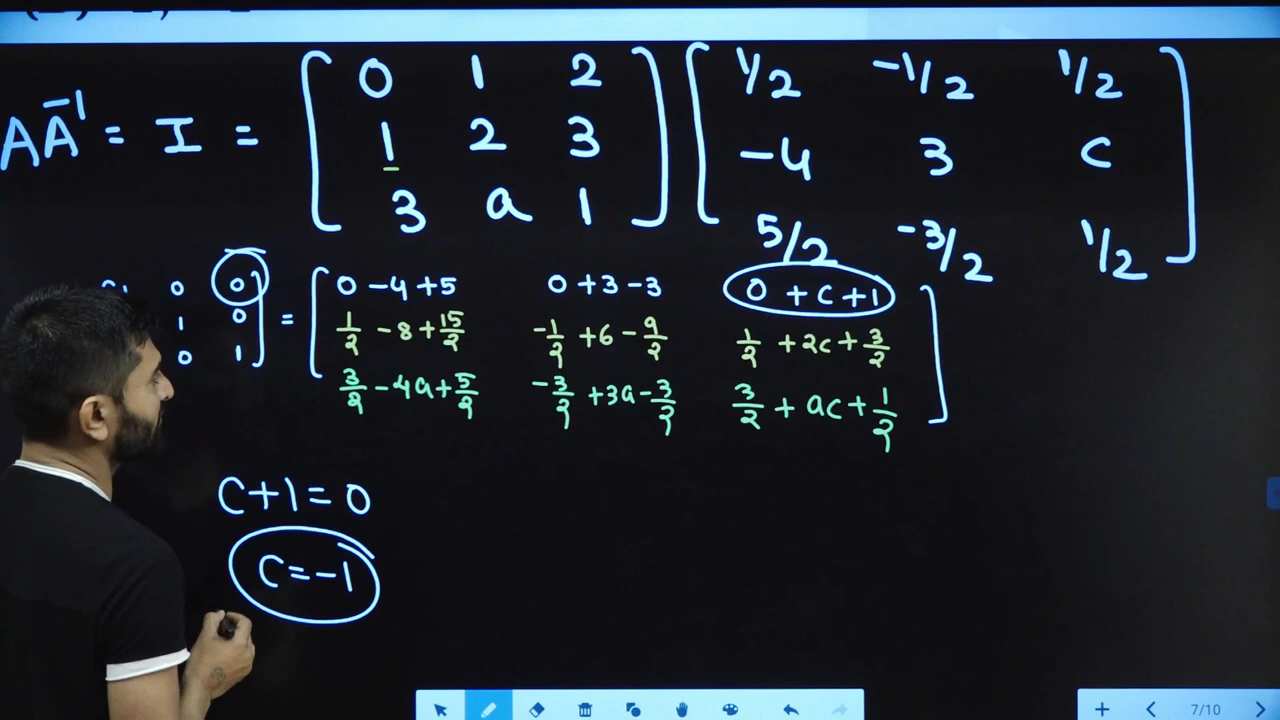 0 1 2 1/2 -1/2 1/2
AA⁻¹ = I = 1 2 3 -4 3 c
3 a 1 5/2 -3/2 1/2
0 0 = 0 -4 +5 0 +3 -3 0 + c + 1
1 0 1/2 -8 + 15/2 -1/2 +6 - 9/2 1/2 + 2c + 3/2
0 1 3/2 - 4a + 5/2 -3/2 + 3a - 3/2 3/2 + ac + 1/2
c + 1 = 0
c = -1
7/10